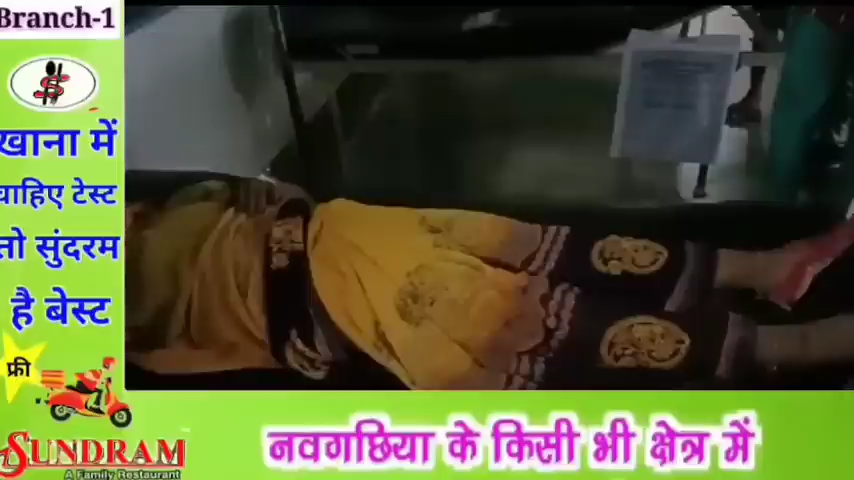 Branch-1
खाना में
चाहिए टेस्ट
तो सुंदरम
है बेस्ट
फ्री
SUNDRAM
A Family Restaurant
नवगछिया के किसी भी क्षेत्र में